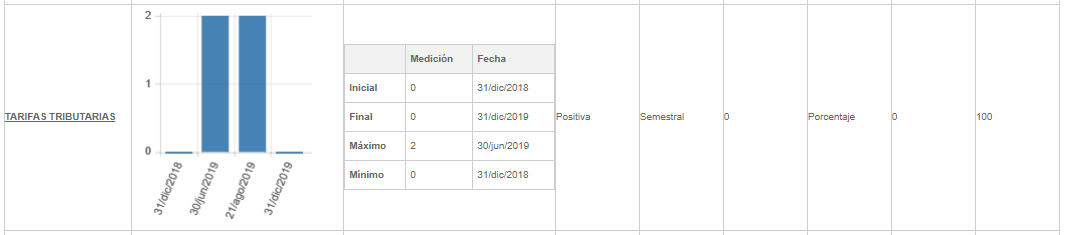 TARIFAS TRIBUTARIAS
2
1
0
31/dic/2018
30/jun/2019
21/ago/2019
31/dic/2019
Medición Fecha
Inicial 0 31/dic/2018
Final 0 31/dic/2019
Máximo 2 30/jun/2019
Mínimo 0 31/dic/2018
Positiva
Semestral
0
Porcentaje
0
100